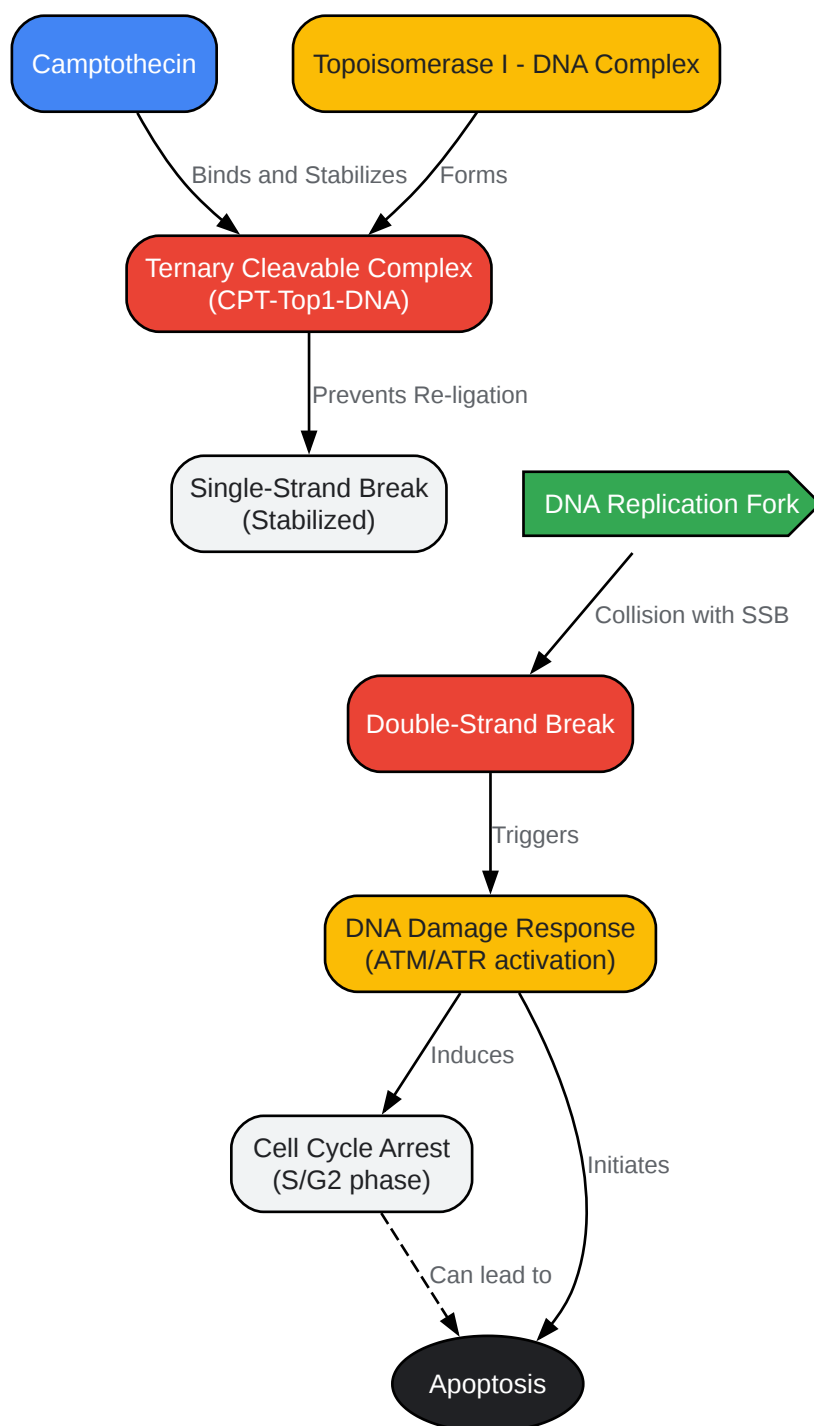 Camptothecin
Topoisomerase I - DNA Complex
Binds and Stabilizes
Forms
Ternary Cleavable Complex
(CPT-Top1-DNA)
Prevents Re-ligation
Single-Strand Break
(Stabilized)
DNA Replication Fork
Collision with SSB
Double-Strand Break
Triggers
DNA Damage Response
(ATM/ATR activation)
Induces
Cell Cycle Arrest
(S/G2 phase)
Initiates
Can lead to
Apoptosis